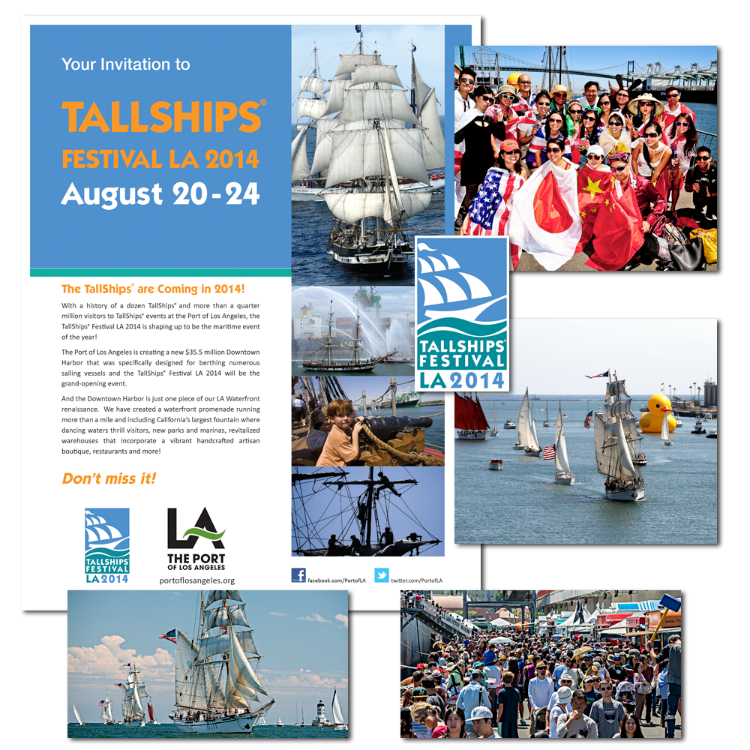 Your Invitation to
TALLSHIPS®
FESTIVAL LA 2014
August 20-24
The TallShips® are Coming in 2014!
With a history of a dozen TallShips® and more than a quarter
million visitors to TallShips® events at the Port of Los Angeles, the
TallShips® Festival LA 2014 is shaping up to be the maritime event
of the year!
The Port of Los Angeles is creating a new $35.5 million Downtown
Harbor that was specifically designed for berthing numerous
sailing vessels and the TallShips® Festival LA 2014 will be the
grand-opening event.
And the Downtown Harbor is just one piece of our LA Waterfront
renaissance. We have created a waterfront promenade running
more than a mile and including California's largest fountain where
dancing waters thrill visitors, new parks and marinas, revitalized
warehouses that incorporate a vibrant handcrafted artisan
boutique, restaurants and more!
Don't miss it!
TALLSHIPS®
FESTIVAL
LA 2014
LA
THE PORT
OF LOS ANGELES
portoflosangeles.org
facebook.com/PortofLA
twitter.com/PortofLA
TALLSHIPS®
FESTIVAL
LA 2014